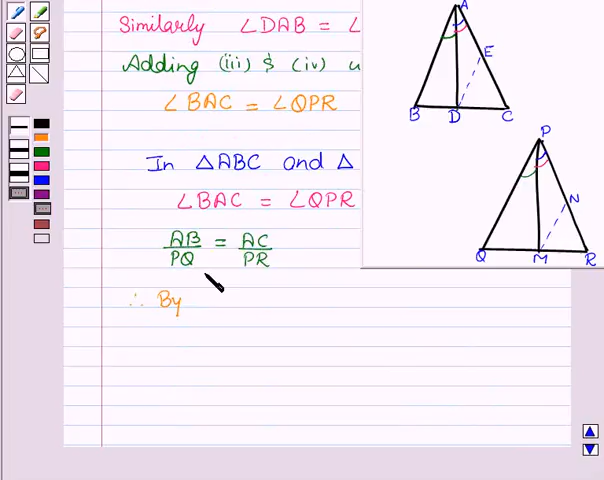 Similarly ∠DAB = ∠
Adding (iii) & (iv)
∠BAC = ∠QPR
In △ABC and △
∠BAC = ∠QPR
AB/PQ = AC/PR
∴ By
A
E
B D C
P
N
Q M R